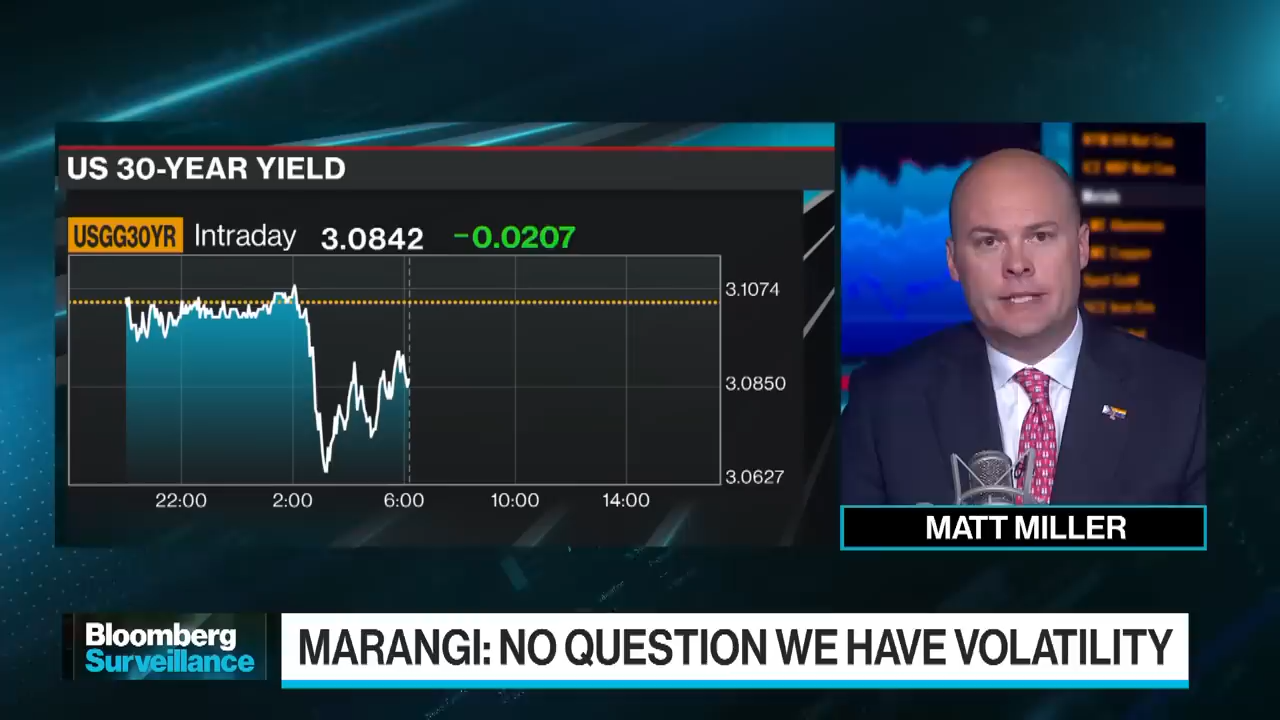 US 30-YEAR YIELD
USGG30YR Intraday 3.0842 -0.0207
3.1074
3.0850
3.0627
22:00 2:00 6:00 10:00 14:00
Metals
MATT MILLER
Bloomberg
Surveillance
MARANGI: NO QUESTION WE HAVE VOLATILITY